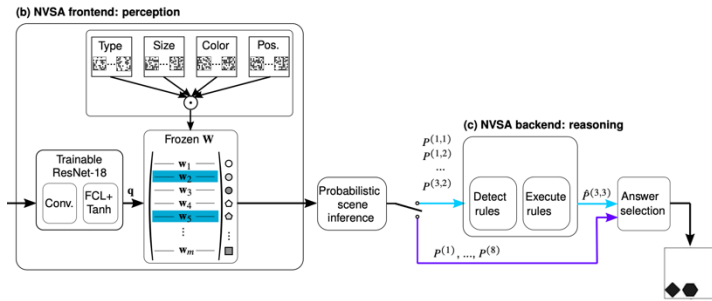 (b) NVSA frontend: perception
Type Size Color Pos.
Frozen W
Trainable
ResNet-18
Conv.
FCL+
Tanh
q
w₁
w₂
w₃
w₄
w₅
⋮
wₘ
Probabilistic
scene
inference
(c) NVSA backend: reasoning
P⁽¹,¹⁾
P⁽¹,²⁾
...
P⁽³,²⁾
Detect
rules
Execute
rules
p̂⁽³,³⁾
Answer
selection
P⁽¹⁾, ..., P⁽⁸⁾